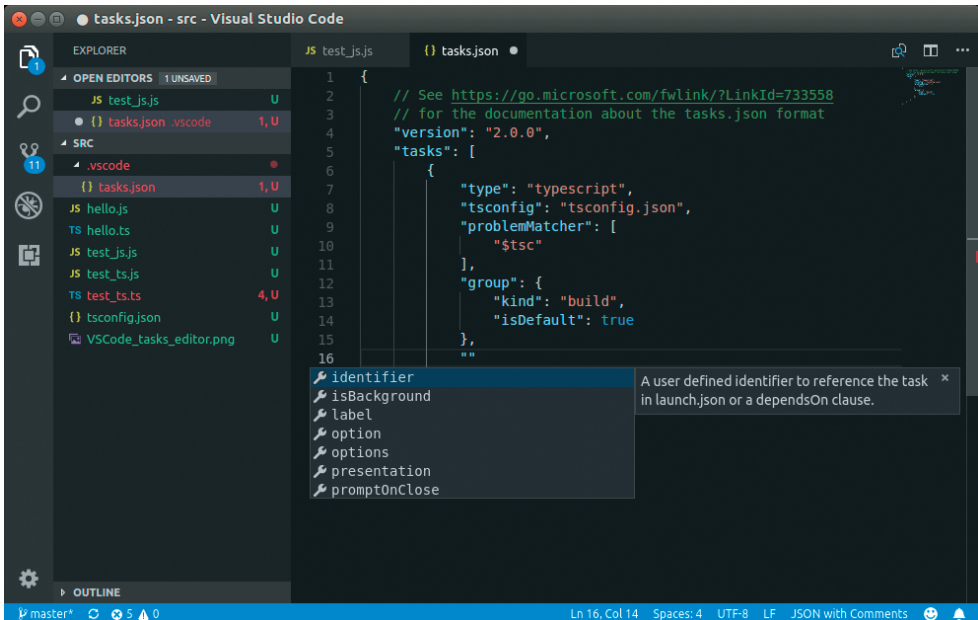 tasks.json - src - Visual Studio Code
EXPLORER
OPEN EDITORS 1 UNSAVED
JS test_js.js U
{} tasks.json .vscode 1, U
SRC
.vscode
{} tasks.json 1, U
JS hello.js U
TS hello.ts U
JS test_js.js U
JS test_ts.js U
TS test_ts.ts 4, U
{} tsconfig.json U
VSCode_tasks_editor.png U
OUTLINE
1
11
JS test_js.js
{} tasks.json
1 {
2 // See https://go.microsoft.com/fwlink/?LinkId=733558
3 // for the documentation about the tasks.json format
4 "version": "2.0.0",
5 "tasks": [
6 {
7 "type": "typescript",
8 "tsconfig": "tsconfig.json",
9 "problemMatcher": [
10 "$tsc"
11 ],
12 "group": {
13 "kind": "build",
14 "isDefault": true
15 },
16 ""
identifier
isBackground
label
option
options
presentation
promptOnClose
A user defined identifier to reference the task
in launch.json or a dependsOn clause.
master* 5 0 Ln 16, Col 14 Spaces: 4 UTF-8 LF JSON with Comments